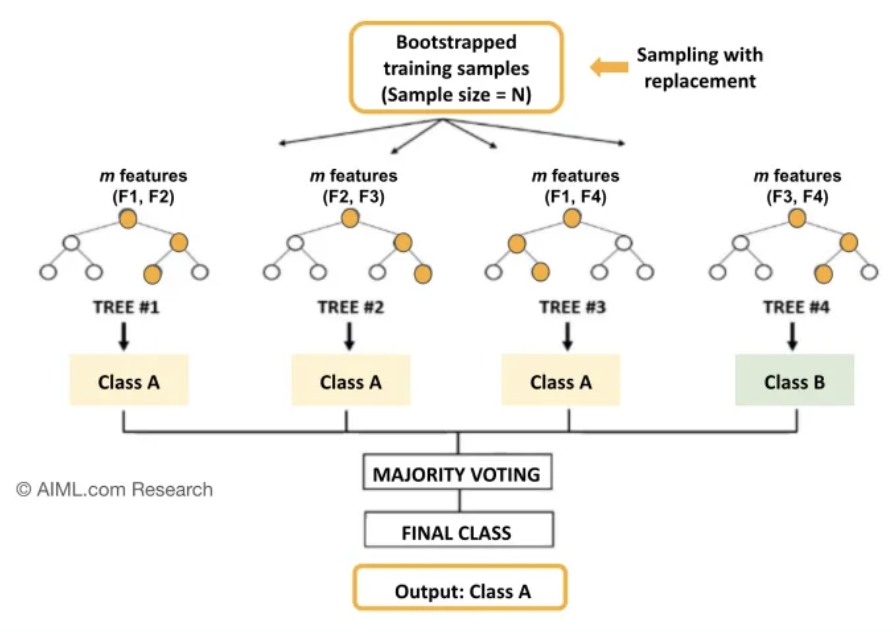 Bootstrapped
training samples
(Sample size = N)
Sampling with
replacement
m features
(F1, F2)
m features
(F2, F3)
m features
(F1, F4)
m features
(F3, F4)
TREE #1
TREE #2
TREE #3
TREE #4
Class A
Class A
Class A
Class B
MAJORITY VOTING
© AIML.com Research
FINAL CLASS
Output: Class A